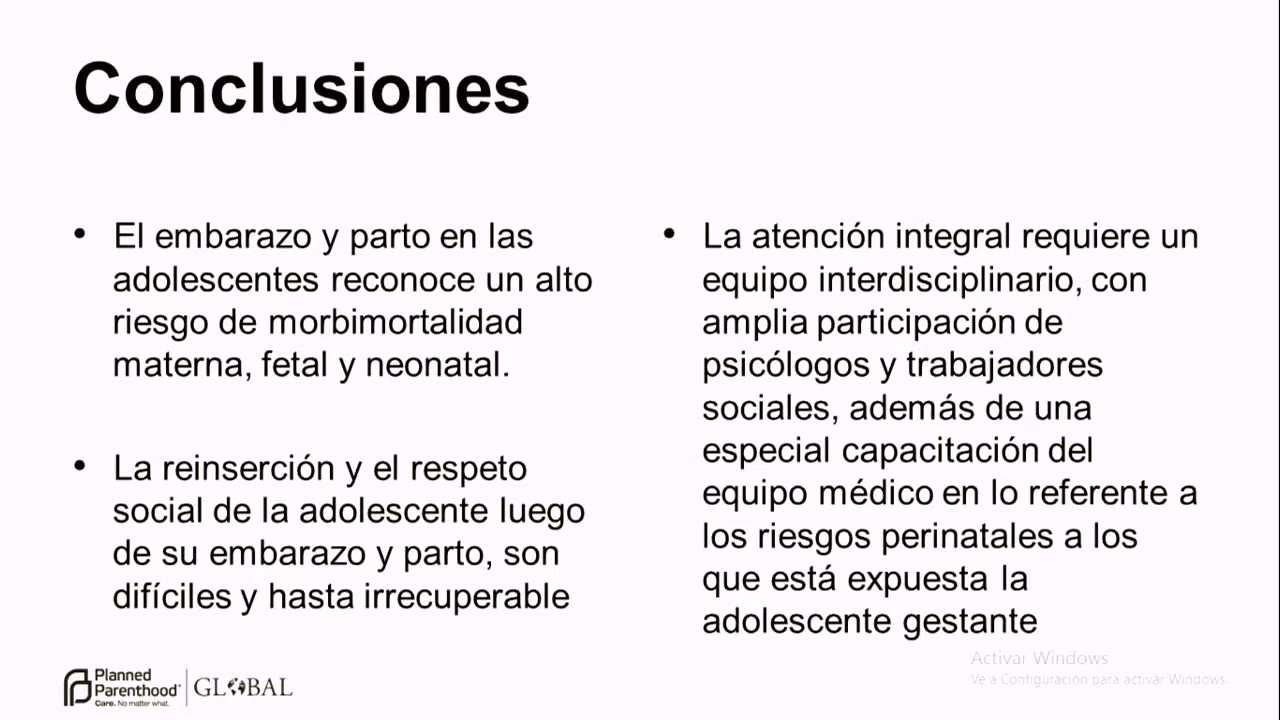 Conclusiones
• El embarazo y parto en las
adolescentes reconoce un alto
riesgo de morbimortalidad
materna, fetal y neonatal.
• La reinserción y el respeto
social de la adolescente luego
de su embarazo y parto, son
difíciles y hasta irrecuperable
• La atención integral requiere un
equipo interdisciplinario, con
amplia participación de
psicólogos y trabajadores
sociales, además de una
especial capacitación del
equipo médico en lo referente a
los riesgos perinatales a los
que está expuesta la
adolescente gestante
Planned
Parenthood
Care. No matter what.
GLOBAL
Activar Windows
Ve a Configuración para activar Windows.